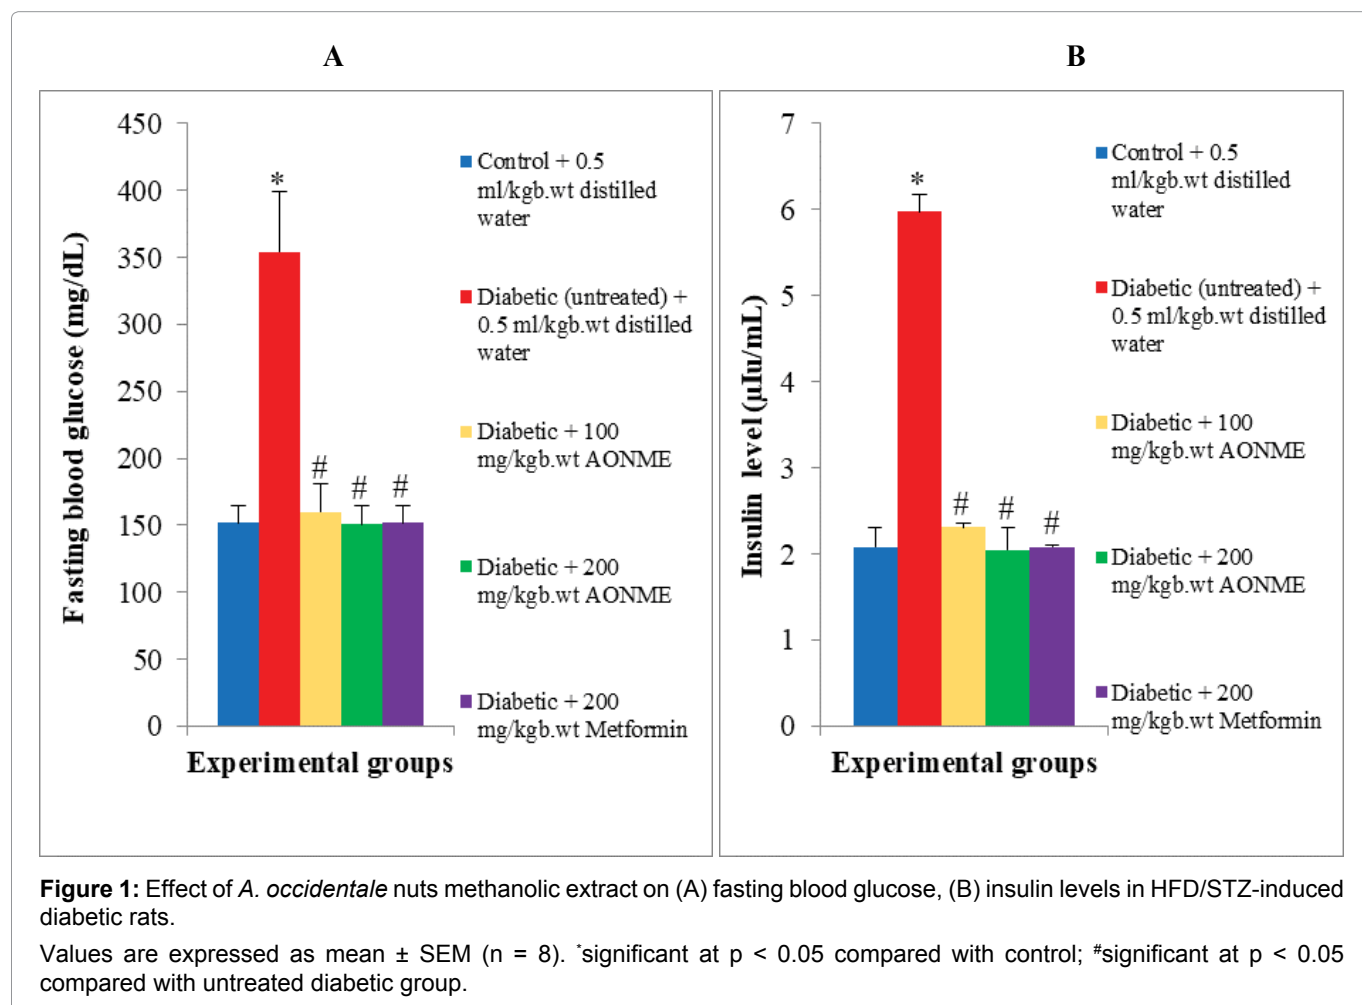 A
450
400
350
300
250
200
150
100
50
0
Fasting blood glucose (mg/dL)
*
#
#
#
Experimental groups
Control + 0.5
ml/kgb.wt distilled
water
Diabetic (untreated) +
0.5 ml/kgb.wt distilled
water
Diabetic + 100
mg/kgb.wt AONME
Diabetic + 200
mg/kgb.wt AONME
Diabetic + 200
mg/kgb.wt Metformin
B
7
6
5
4
3
2
1
0
Insulin level (µIu/mL)
*
#
#
#
Experimental groups
Control + 0.5
ml/kgb.wt distilled
water
Diabetic (untreated) +
0.5 ml/kgb.wt distilled
water
Diabetic + 100
mg/kgb.wt AONME
Diabetic + 200
mg/kgb.wt AONME
Diabetic + 200
mg/kgb.wt Metformin
Figure 1: Effect of A. occidentale nuts methanolic extract on (A) fasting blood glucose, (B) insulin levels in HFD/STZ-induced
diabetic rats.
Values are expressed as mean ± SEM (n = 8). *significant at p < 0.05 compared with control; #significant at p < 0.05
compared with untreated diabetic group.